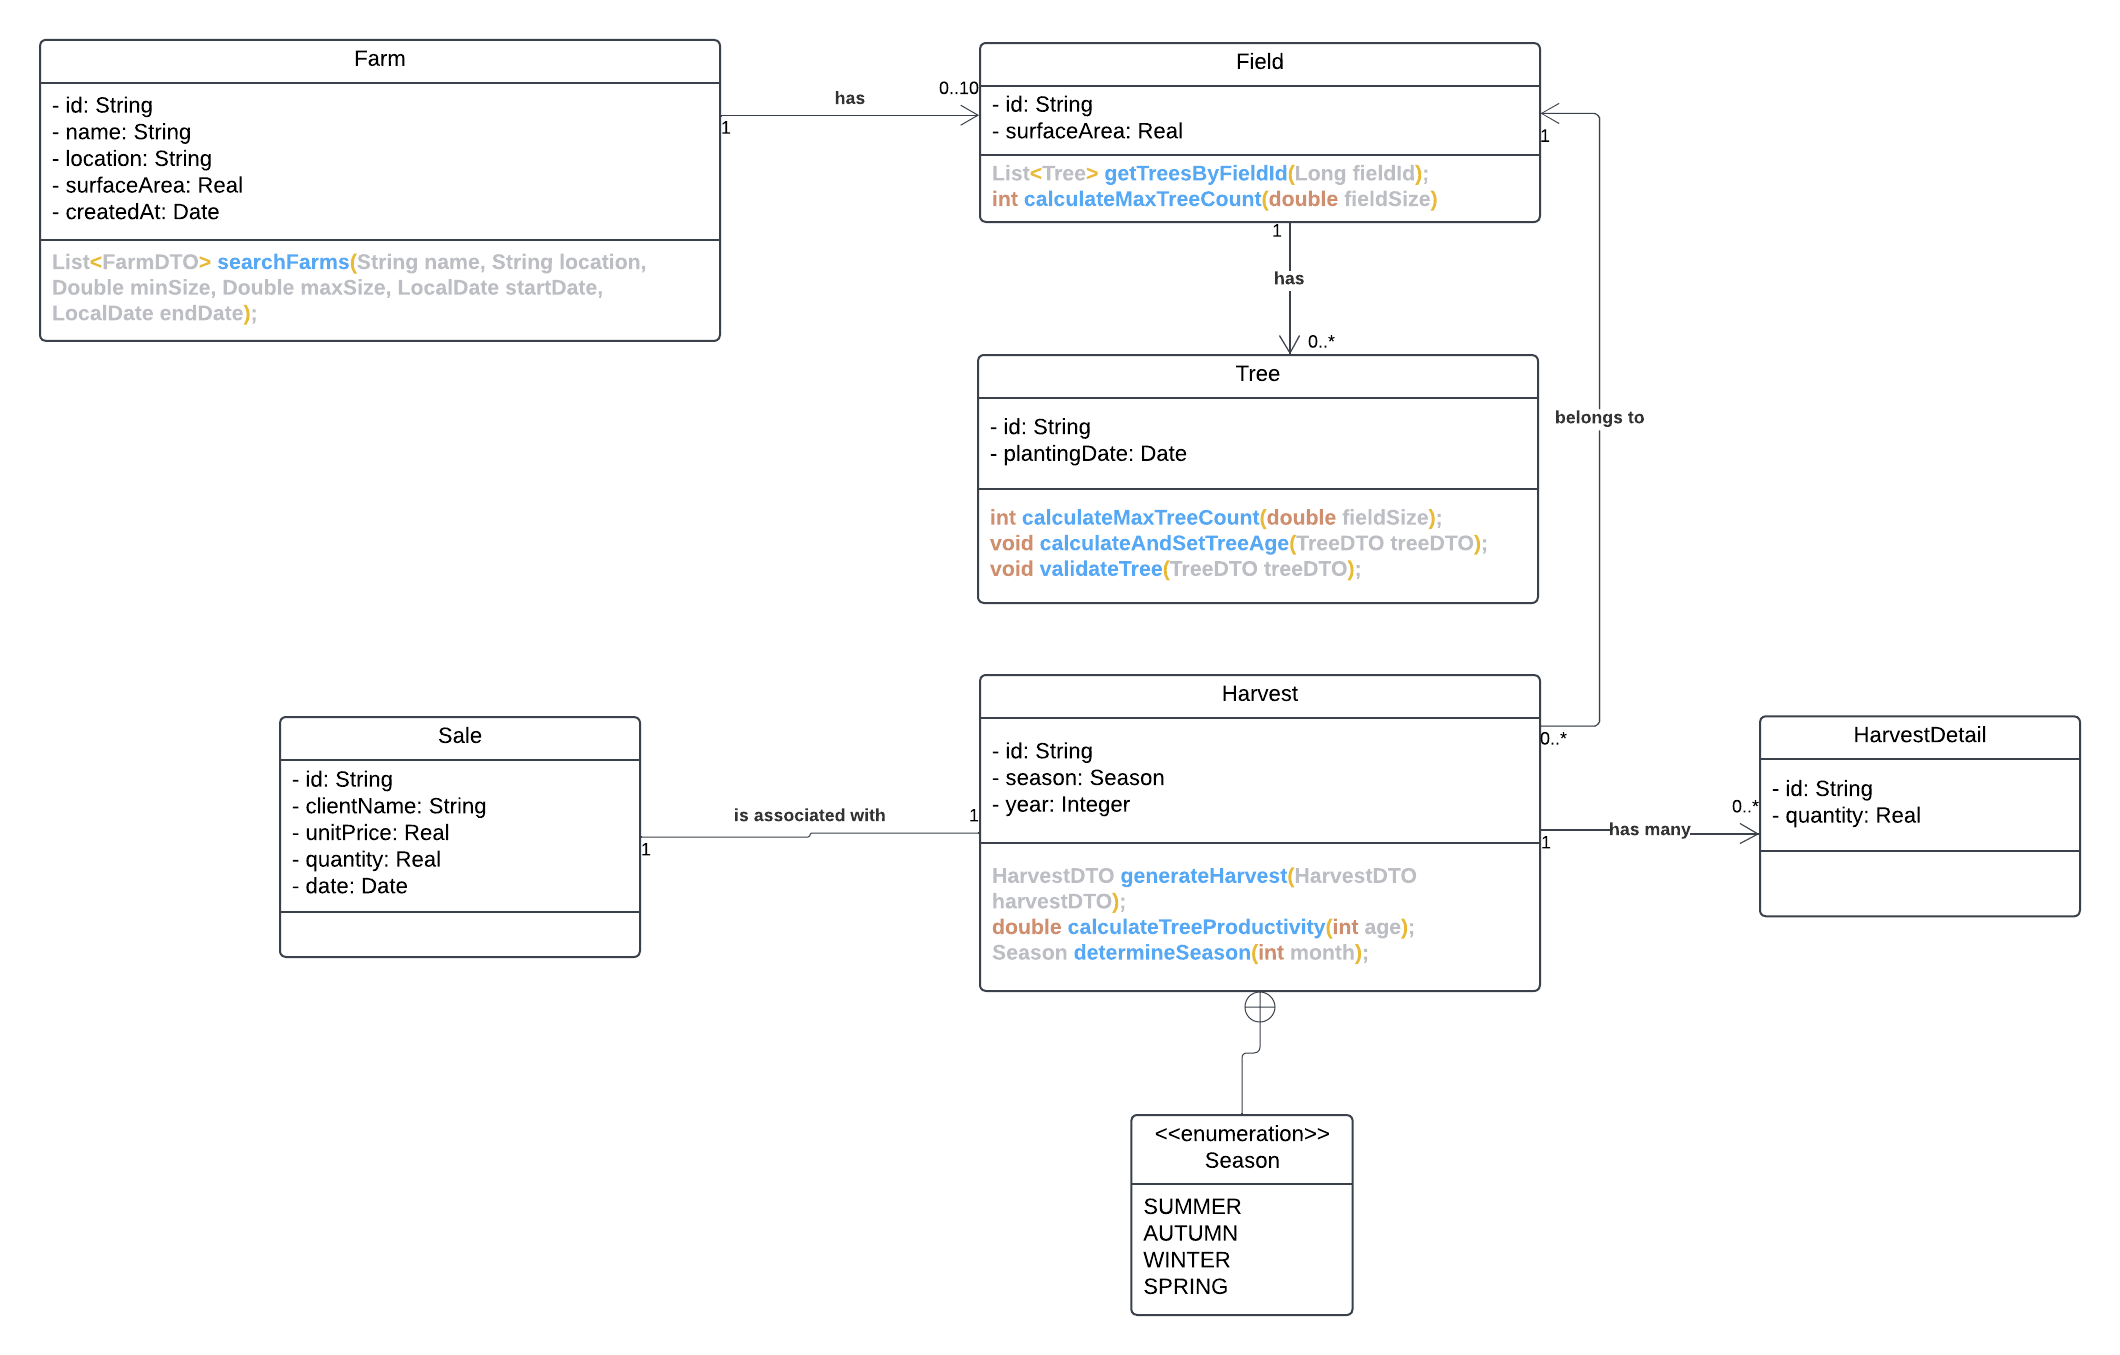 Farm
- id: String
- name: String
- location: String
- surfaceArea: Real
- createdAt: Date
List<FarmDTO> searchFarms(String name, String location,
Double minSize, Double maxSize, LocalDate startDate,
LocalDate endDate);
1
has
0..10
Field
- id: String
- surfaceArea: Real
List<Tree> getTreesByFieldId(Long fieldId);
int calculateMaxTreeCount(double fieldSize)
1
1
has
0..*
Tree
- id: String
- plantingDate: Date
int calculateMaxTreeCount(double fieldSize);
void calculateAndSetTreeAge(TreeDTO treeDTO);
void validateTree(TreeDTO treeDTO);
belongs to
0..*
Harvest
- id: String
- season: Season
- year: Integer
HarvestDTO generateHarvest(HarvestDTO
harvestDTO);
double calculateTreeProductivity(int age);
Season determineSeason(int month);
Sale
- id: String
- clientName: String
- unitPrice: Real
- quantity: Real
- date: Date
1
is associated with
1
1
has many
0..*
HarvestDetail
- id: String
- quantity: Real
<<enumeration>>
Season
SUMMER
AUTUMN
WINTER
SPRING